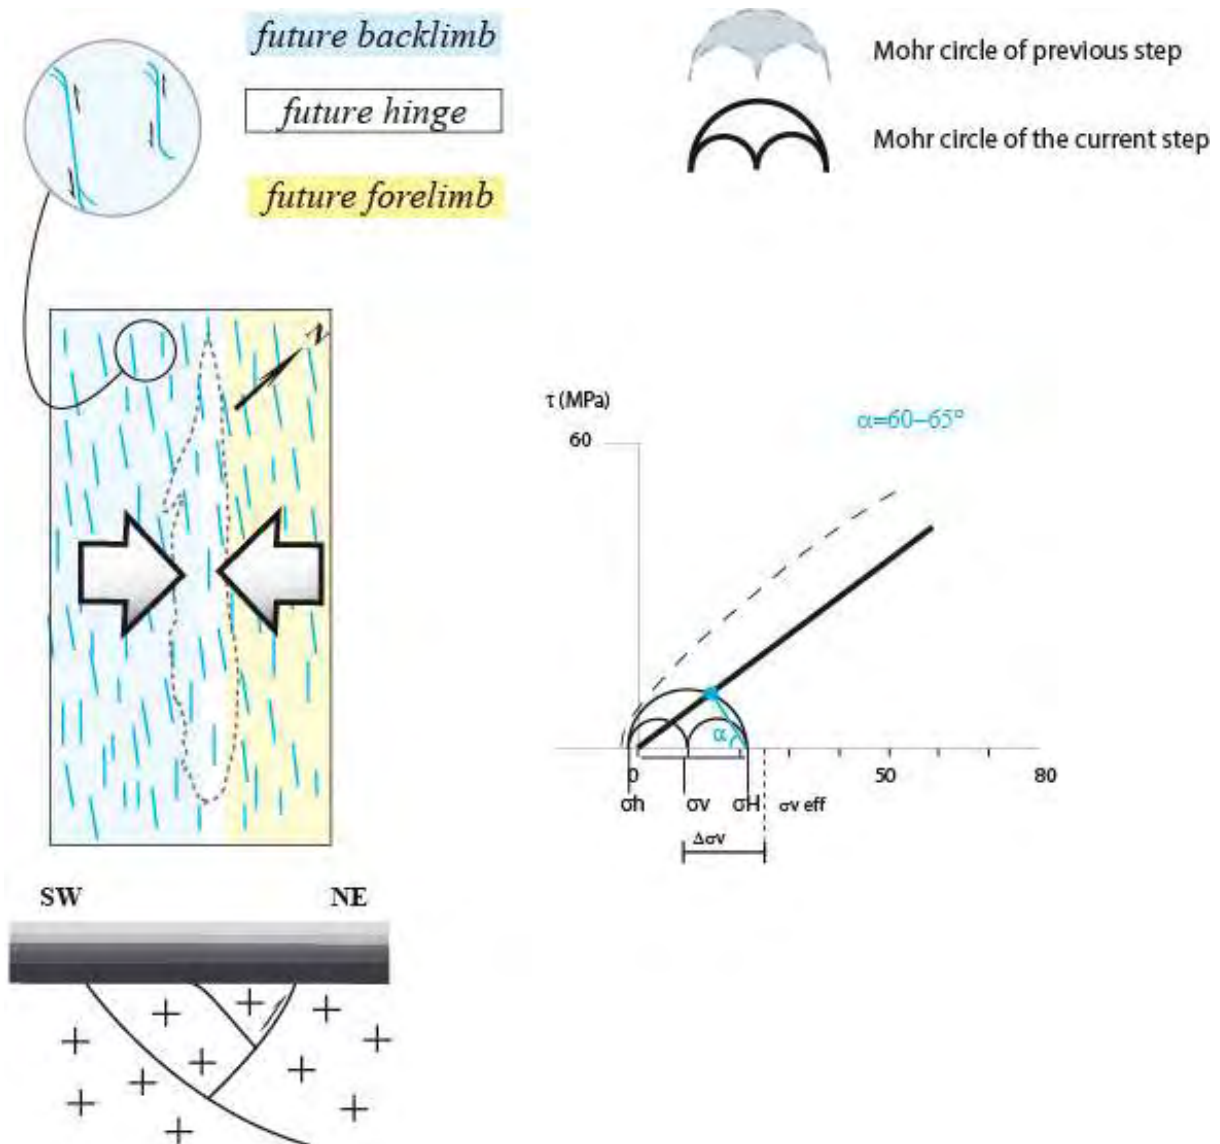 future backlimb
future hinge
future forelimb
Mohr circle of previous step
Mohr circle of the current step
N
τ (MPa)
60
α=60–65°
α
0
50
80
σh
σv
σH
σv eff
Δσv
SW
NE